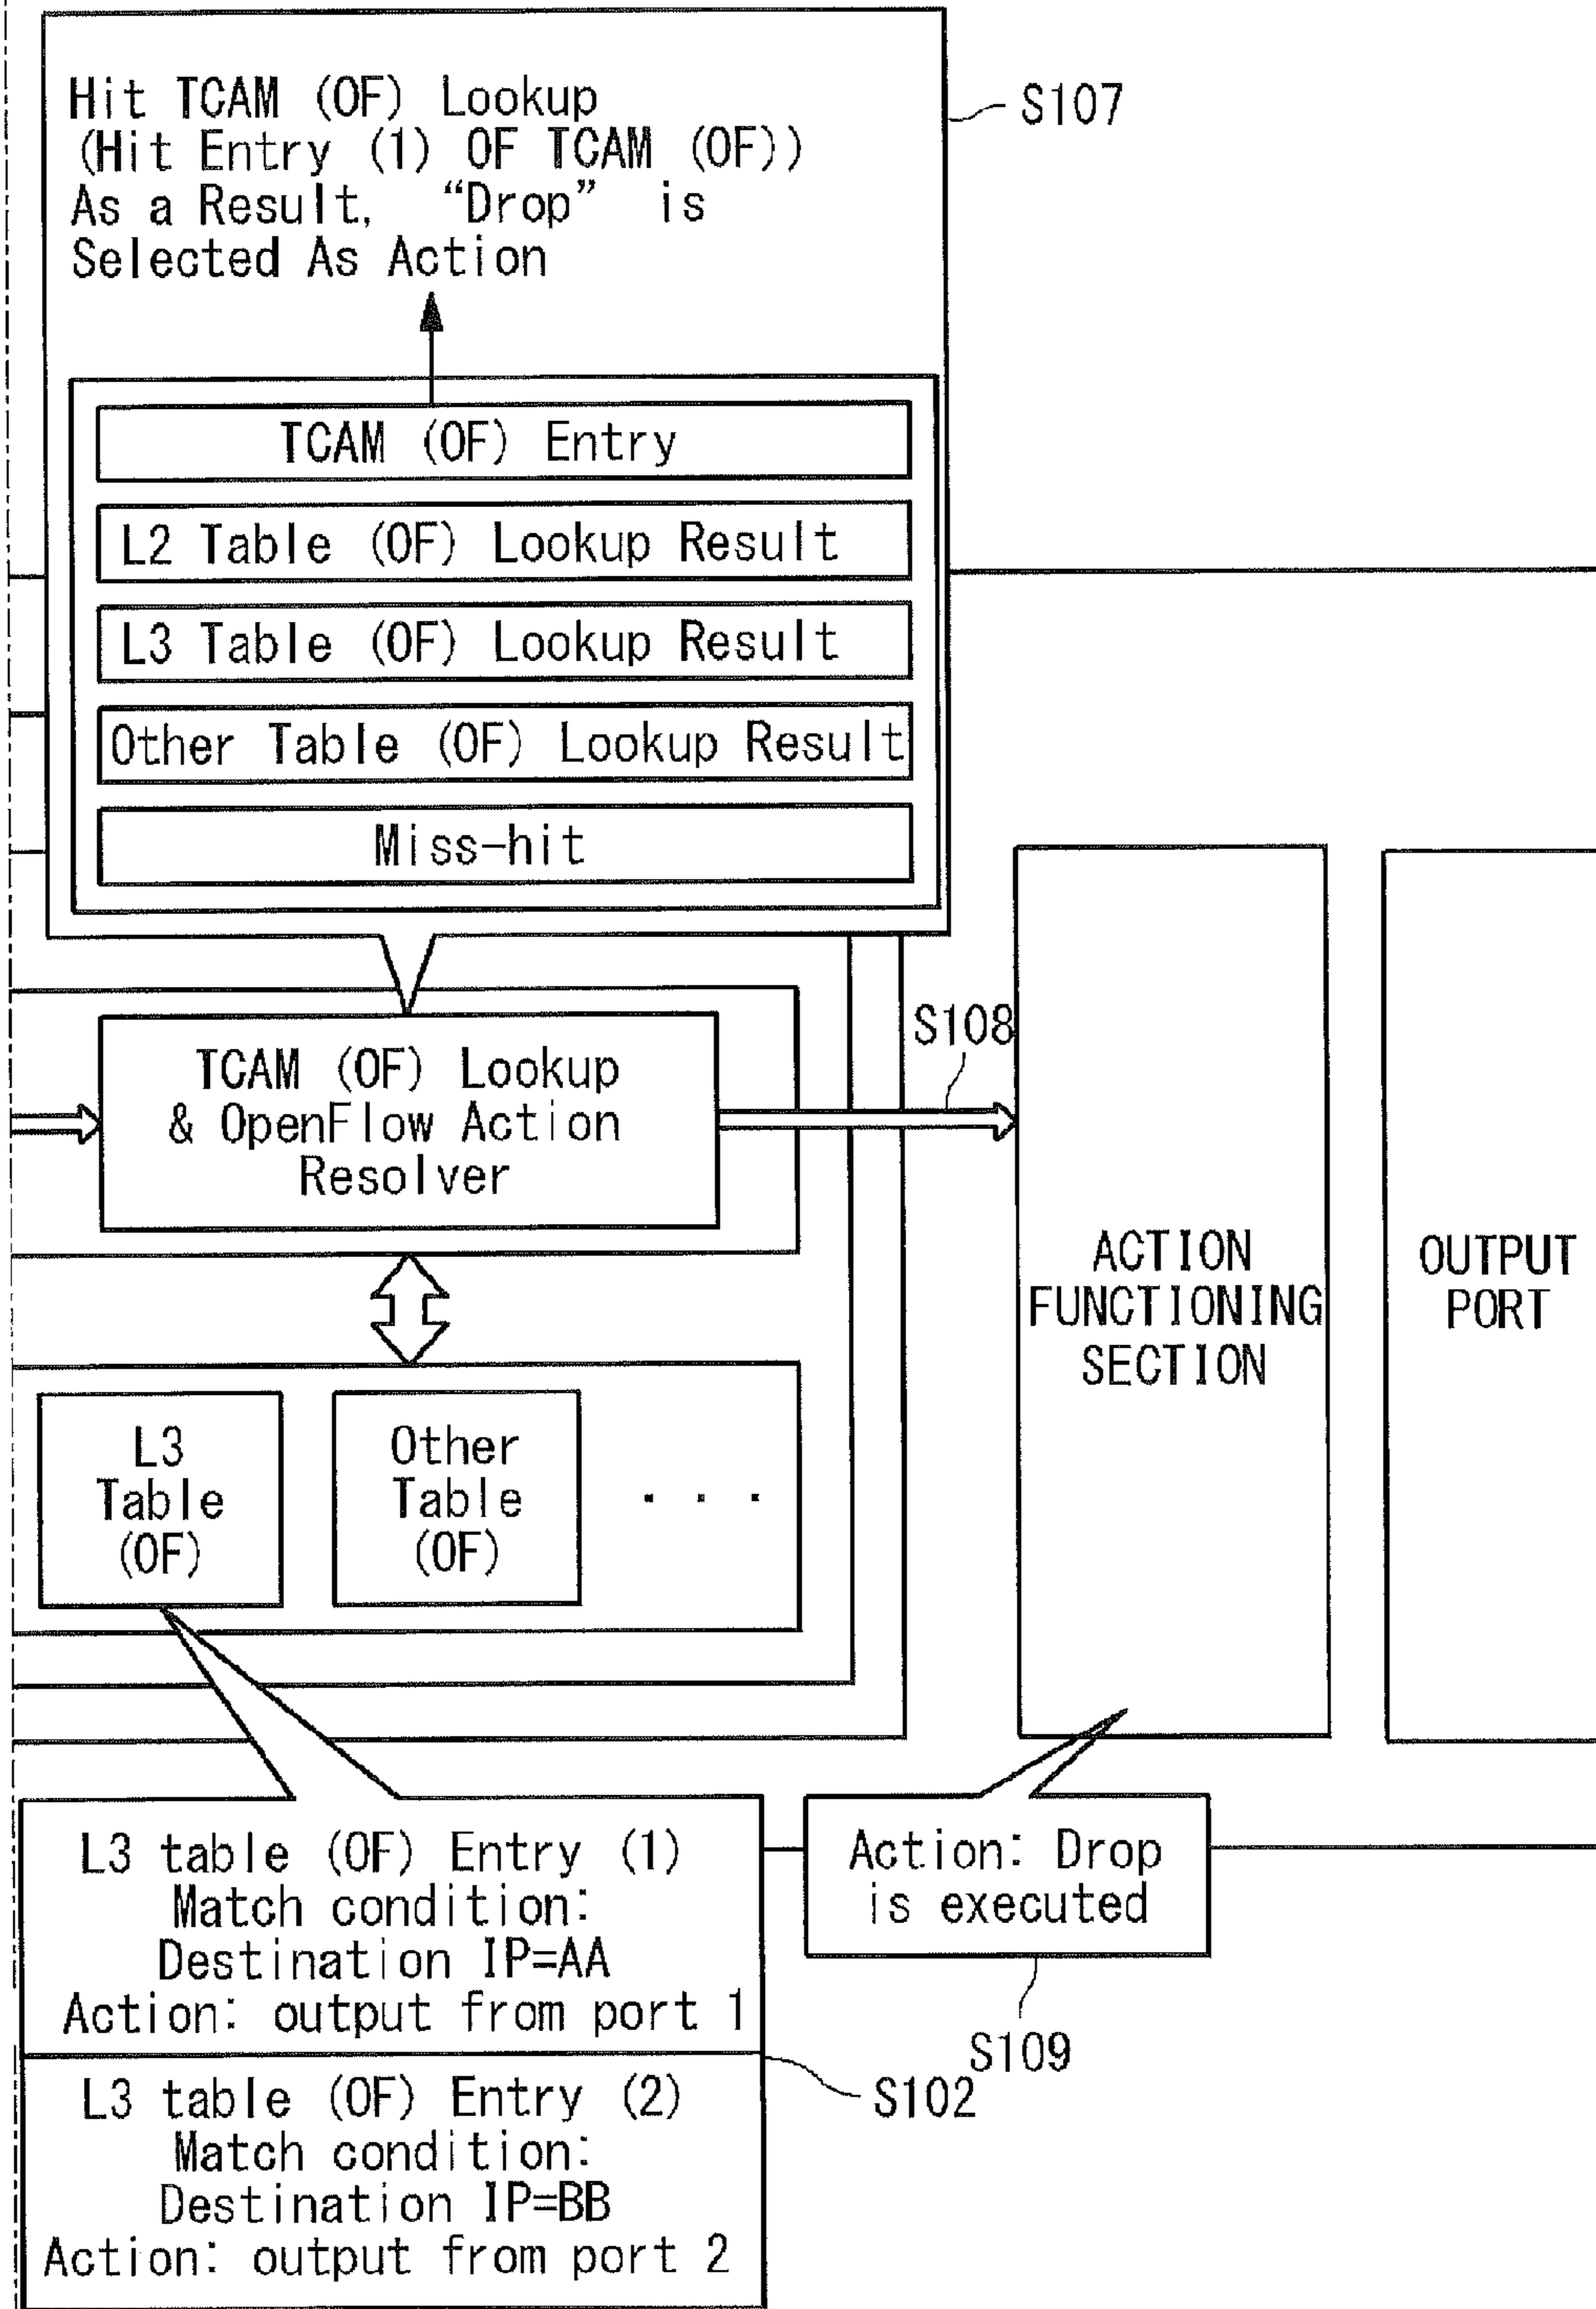 Hit TCAM (OF) Lookup
(Hit Entry (1) OF TCAM (OF))
As a Result, “Drop” is
Selected As Action
S107
TCAM (OF) Entry
L2 Table (OF) Lookup Result
L3 Table (OF) Lookup Result
Other Table (OF) Lookup Result
Miss-hit
TCAM (OF) Lookup
& OpenFlow Action
Resolver
S108
ACTION
FUNCTIONING
SECTION
OUTPUT
PORT
L3
Table
(OF)
Other
Table
(OF)
. . .
L3 table (OF) Entry (1)
Match condition:
Destination IP=AA
Action: output from port 1
L3 table (OF) Entry (2)
Match condition:
Destination IP=BB
Action: output from port 2
S102
Action: Drop
is executed
S109